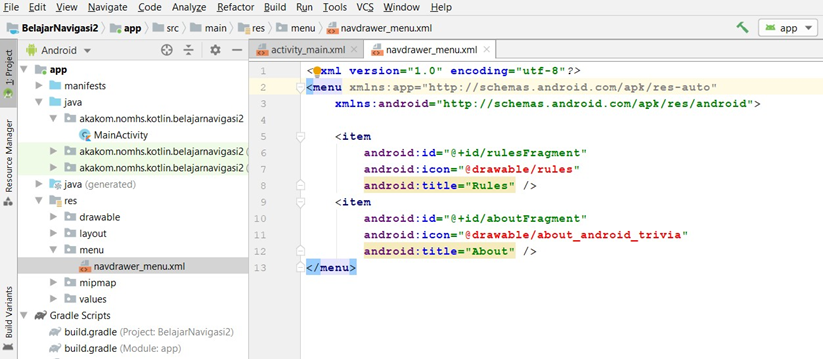 File Edit View Navigate Code Analyze Refactor Build Run Tools VCS Window Help
BelajarNavigasi2 app src main res menu navdrawer_menu.xml app
1: Project
Resource Manager
Build Variants
Android
app
manifests
java
akakom.nomhs.kotlin.belajarnavigasi2
MainActivity
akakom.nomhs.kotlin.belajarnavigasi2 (
akakom.nomhs.kotlin.belajarnavigasi2 (
java (generated)
res
drawable
layout
menu
navdrawer_menu.xml
mipmap
values
Gradle Scripts
build.gradle (Project: BelajarNavigasi2)
build.gradle (Module: app)
activity_main.xml navdrawer_menu.xml
1 <?xml version="1.0" encoding="utf-8"?>
2 <menu xmlns:app="http://schemas.android.com/apk/res-auto"
3 xmlns:android="http://schemas.android.com/apk/res/android">
4
5 <item
6 android:id="@+id/rulesFragment"
7 android:icon="@drawable/rules"
8 android:title="Rules" />
9 <item
10 android:id="@+id/aboutFragment"
11 android:icon="@drawable/about_android_trivia"
12 android:title="About" />
13 </menu>